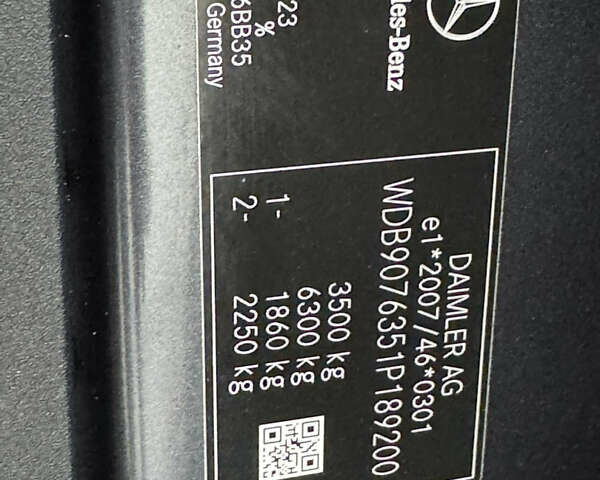 des-Benz
23
%
6BB35
Germany
DAIMLER AG
e1*2007/46*0301
WDB9076351P189200
3500 kg
6300 kg
1- 1860 kg
2- 2250 kg